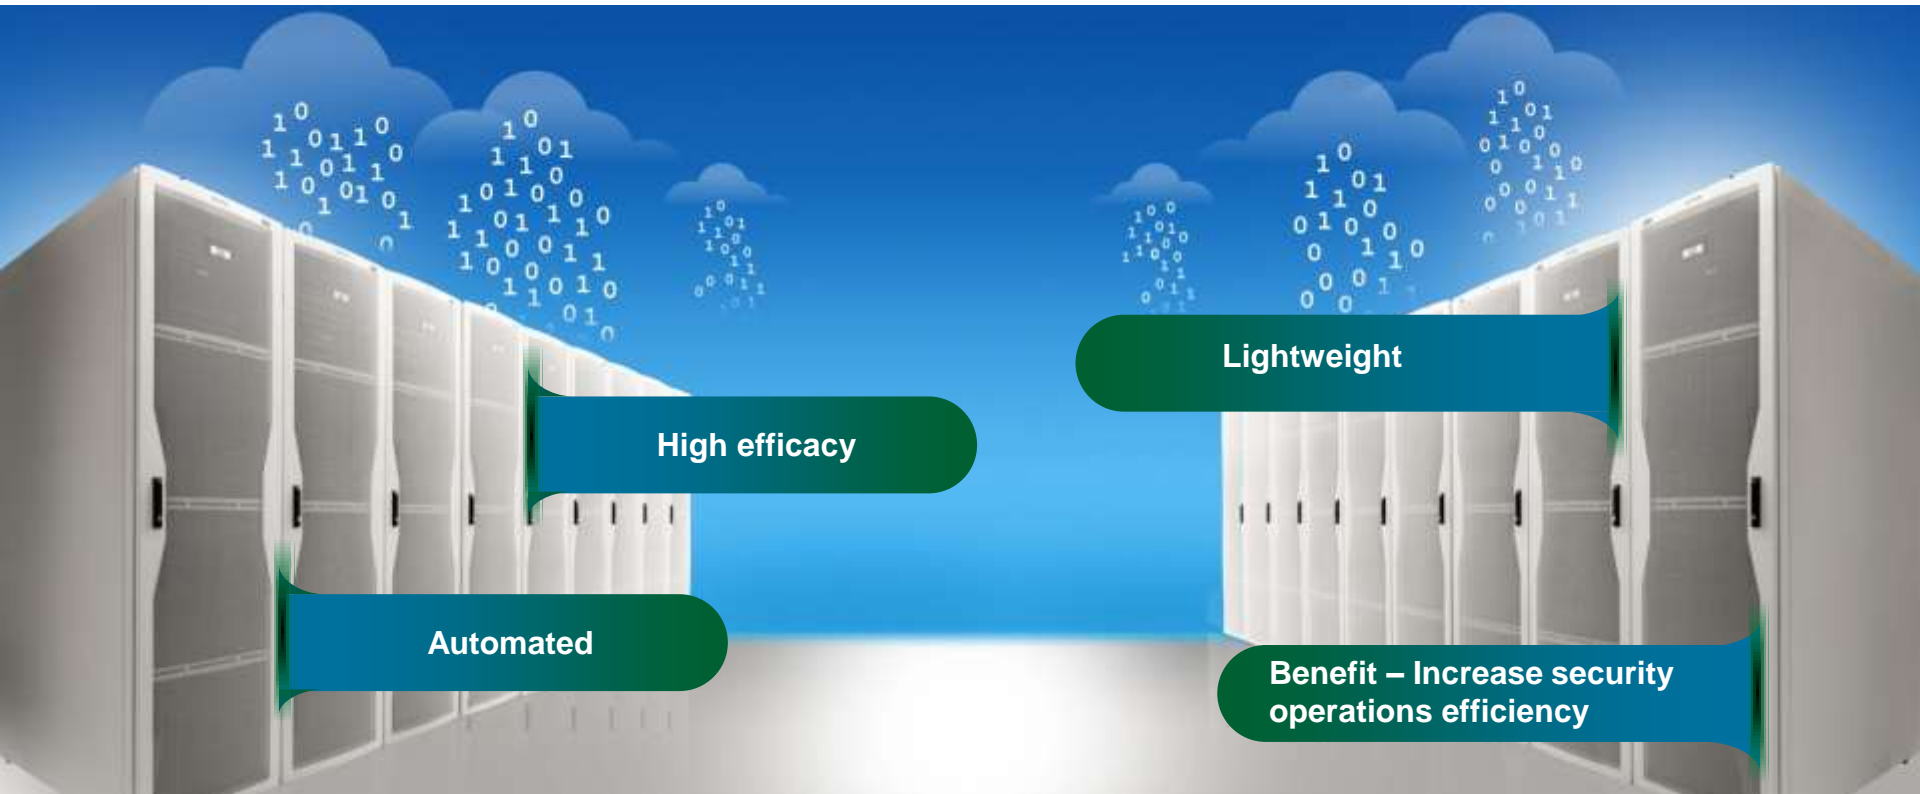 High efficacy
Automated
Lightweight
Benefit – Increase security
operations efficiency